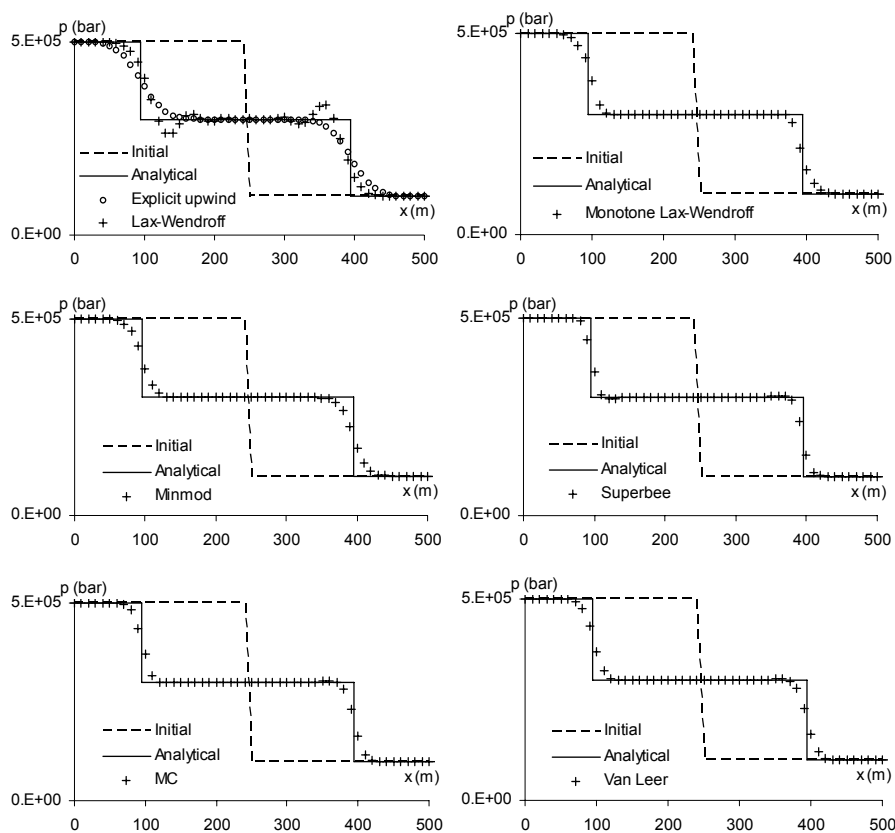 p (bar)
5.E+05
Initial
Analytical
Explicit upwind
Lax-Wendroff
x (m)
0.E+00
0 100 200 300 400 500
p (bar)
5.E+05
Initial
Analytical
Monotone Lax-Wendroff
x (m)
0.E+00
0 100 200 300 400 500
p (bar)
5.E+05
Initial
Analytical
Minmod
x (m)
0.E+00
0 100 200 300 400 500
p (bar)
5.E+05
Initial
Analytical
Superbee
x (m)
0.E+00
0 100 200 300 400 500
p (bar)
5.E+05
Initial
Analytical
MC
x (m)
0.E+00
0 100 200 300 400 500
p (bar)
5.E+05
Initial
Analytical
Van Leer
x (m)
0.E+00
0 100 200 300 400 500